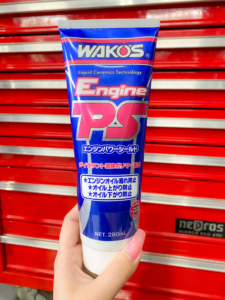 WAKO'S
Liquid Ceramics Technology
Engine
PS
エンジンパワーシールド
★エンジンオイル漏れ防止
★オイル上がり防止
★オイル下がり防止
NET. 280mL
nepros